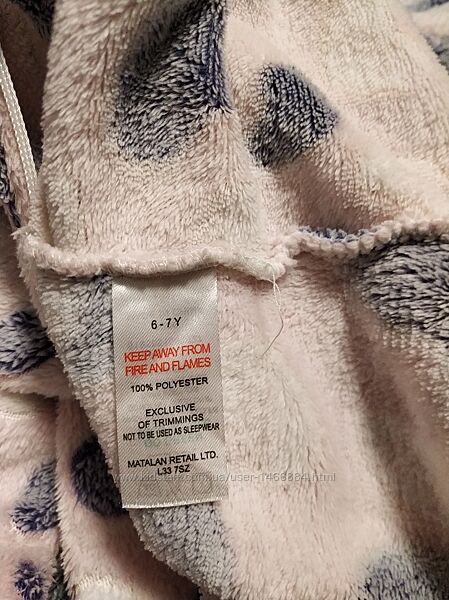 6 - 7 Y
KEEP AWAY FROM
FIRE AND FLAMES
100% POLYESTER
EXCLUSIVE
OF TRIMMINGS
NOT TO BE USED AS SLEEPWEAR
MATALAN RETAIL LTD.
L33 7SZ